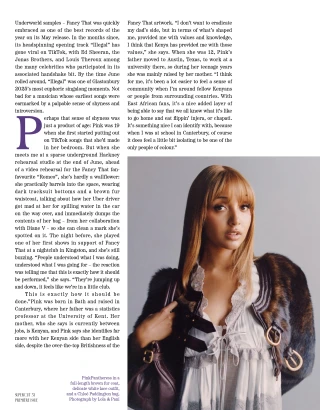 Underworld samples – Fancy That was quickly
embraced as one of the best records of the
year on its May release. In the months since,
its headspinning opening track "Illegal" has
gone viral on TikTok, with Ed Sheeran, the
Jonas Brothers, and Louis Theroux among
the many celebrities who participated in its
associated handshake bit. By the time June
rolled around, "Illegal" was one of Glastonbury
2025's most euphoric singalong moments. Not
bad for a musician whose earliest songs were
earmarked by a palpable sense of shyness and
introversion.
Perhaps that sense of shyness was
just a product of age: Pink was 19
when she first started putting out
on TikTok songs that she'd made
in her bedroom. But when she
meets me at a sparse underground Hackney
rehearsal studio at the end of June, ahead
of a video rehearsal for the Fancy That fan-
favourite "Romeo", she's hardly a wallflower:
she practically barrels into the space, wearing
dark tracksuit bottoms and a brown fur
waistcoat, talking about how her Uber driver
got mad at her for spilling water in the car
on the way over, and immediately dumps the
contents of her bag – from her collaboration
with Diane V – so she can clean a mark she's
spotted on it. The night before, she played
one of her first shows in support of Fancy
That at a nightclub in Kingston, and she's still
buzzing. "People understood what I was doing,
understood what I was going for – the reaction
was telling me that this is exactly how it should
be performed," she says. "They're jumping up
and down, it feels like we're in a little club.
This is exactly how it should be
done."Pink was born in Bath and raised in
Canterbury, where her father was a statistics
professor at the University of Kent. Her
mother, who she says is currently between
jobs, is Kenyan, and Pink says she identifies far
more with her Kenyan side than her English
side, despite the over-the-top Britishness of the
Fancy That artwork. "I don't want to eradicate
my dad's side, but in terms of what's shaped
me, provided me with values and knowledge,
I think that Kenya has provided me with those
values," she says. When she was 12, Pink's
father moved to Austin, Texas, to work at a
university there, so during her teenage years
she was mainly raised by her mother. "I think
for me, it's been a lot easier to feel a sense of
community when I'm around fellow Kenyans
or people from surrounding countries. With
East African fans, it's a nice added layer of
being able to say that we all know what it's like
to go home and eat flippin' injera, or chapati.
It's something nice I can identify with, because
when I was at school in Canterbury, of course
it does feel a little bit isolating to be one of the
only people of colour."
PinkPantheress in a
full-length brown fur coat,
delicate white lace outfit,
and a Chloé Paddington bag.
Photograph by Lola & Pani.